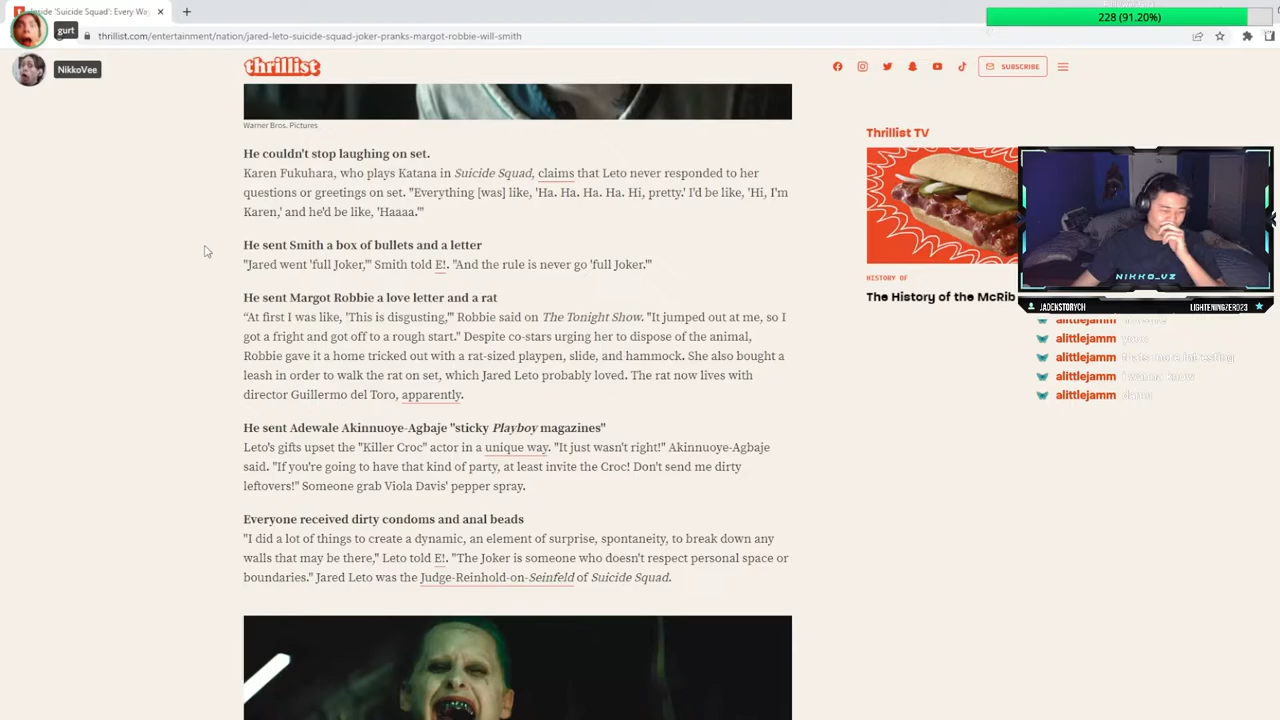 Inside 'Suicide Squad': Every Way
228 (91.20%)
gurt
thrillist.com/entertainment/nation/jared-leto-suicide-squad-joker-pranks-margot-robbie-will-smith
NikkoVee
thrillist
SUBSCRIBE
Warner Bros. Pictures
He couldn't stop laughing on set.
Karen Fukuhara, who plays Katana in Suicide Squad, claims that Leto never responded to her
questions or greetings on set. "Everything [was] like, 'Ha. Ha. Ha. Ha. Hi, pretty.' I'd be like, 'Hi, I'm
Karen,' and he'd be like, 'Haaaa.'"
He sent Smith a box of bullets and a letter
"Jared went 'full Joker,'" Smith told E!. "And the rule is never go 'full Joker.'"
He sent Margot Robbie a love letter and a rat
“At first I was like, 'This is disgusting,'" Robbie said on The Tonight Show. "It jumped out at me, so I
got a fright and got off to a rough start." Despite co-stars urging her to dispose of the animal,
Robbie gave it a home tricked out with a rat-sized playpen, slide, and hammock. She also bought a
leash in order to walk the rat on set, which Jared Leto probably loved. The rat now lives with
director Guillermo del Toro, apparently.
He sent Adewale Akinnuoye-Agbaje "sticky Playboy magazines"
Leto's gifts upset the "Killer Croc" actor in a unique way. "It just wasn't right!" Akinnuoye-Agbaje
said. "If you're going to have that kind of party, at least invite the Croc! Don't send me dirty
leftovers!" Someone grab Viola Davis' pepper spray.
Everyone received dirty condoms and anal beads
"I did a lot of things to create a dynamic, an element of surprise, spontaneity, to break down any
walls that may be there," Leto told E!. "The Joker is someone who doesn't respect personal space or
boundaries." Jared Leto was the Judge-Reinhold-on-Seinfeld of Suicide Squad.
Thrillist TV
HISTORY OF
The History of the McRib
NIKKO_VZ
JADENSTORYCH
LIGHTENINGZERO23
alittlejamm
alittlejamm yooo
alittlejamm thats more interesting
alittlejamm i wanna know
alittlejamm damn